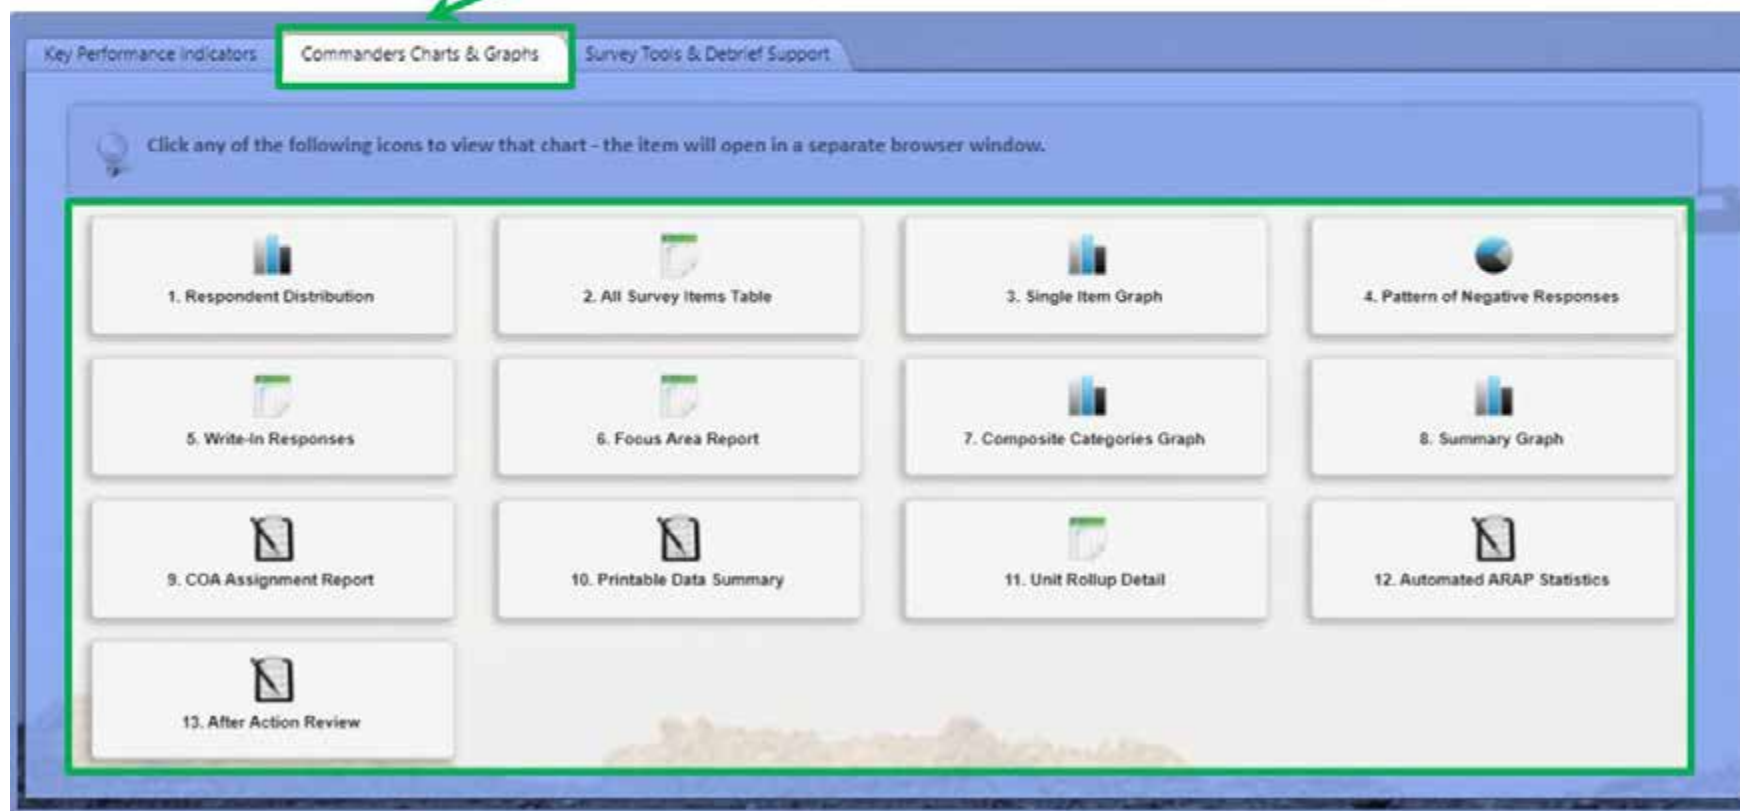 Key Performance Indicators
Commanders Charts & Graphs
Survey Tools & Debrief Support
Click any of the following icons to view that chart - the item will open in a separate browser window.
1. Respondent Distribution
2. All Survey Items Table
3. Single Item Graph
4. Pattern of Negative Responses
5. Write-In Responses
6. Focus Area Report
7. Composite Categories Graph
8. Summary Graph
9. COA Assignment Report
10. Printable Data Summary
11. Unit Rollup Detail
12. Automated ARAP Statistics
13. After Action Review